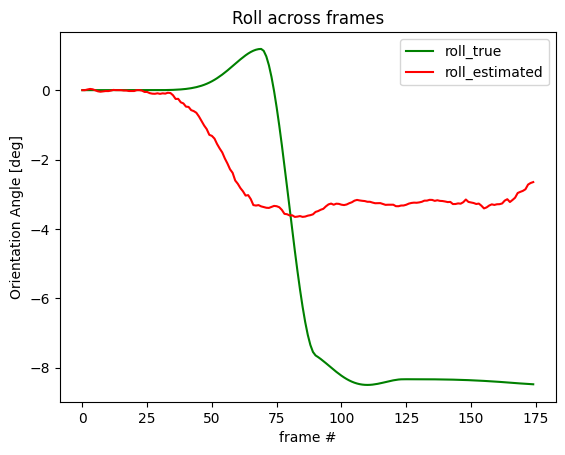 Roll across frames
roll_true
roll_estimated
Orientation Angle [deg]
0
−2
−4
−6
−8
0 25 50 75 100 125 150 175
frame #